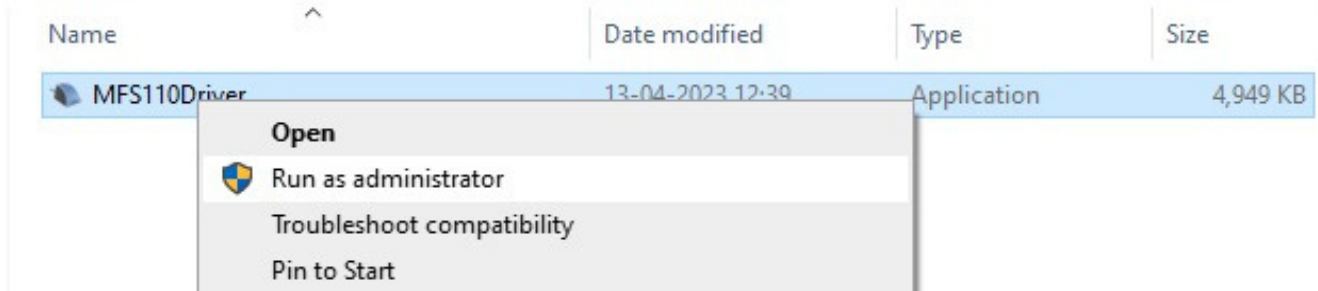 Name Date modified Type Size
MFS110Driver 13-04-2023 12:39 Application 4,949 KB
Open
Run as administrator
Troubleshoot compatibility
Pin to Start